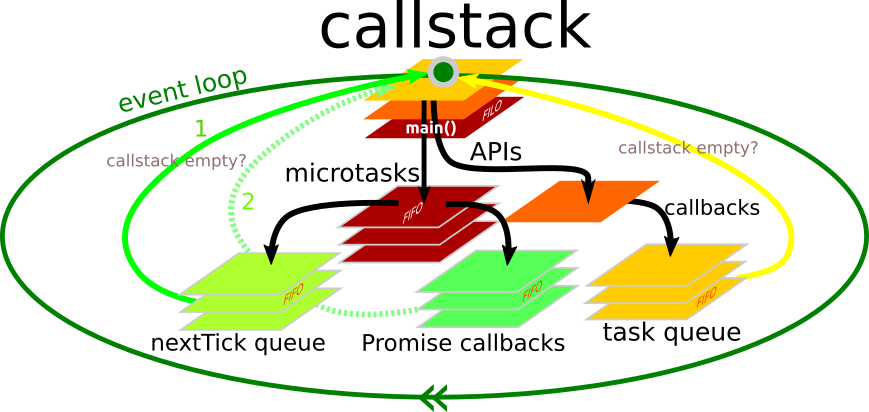 callstack
event loop
FILO
main()
1
callstack empty?
callstack empty?
APIs
microtasks
2
FIFO
callbacks
FIFO
FIFO
FIFO
nextTick queue
Promise callbacks
task queue